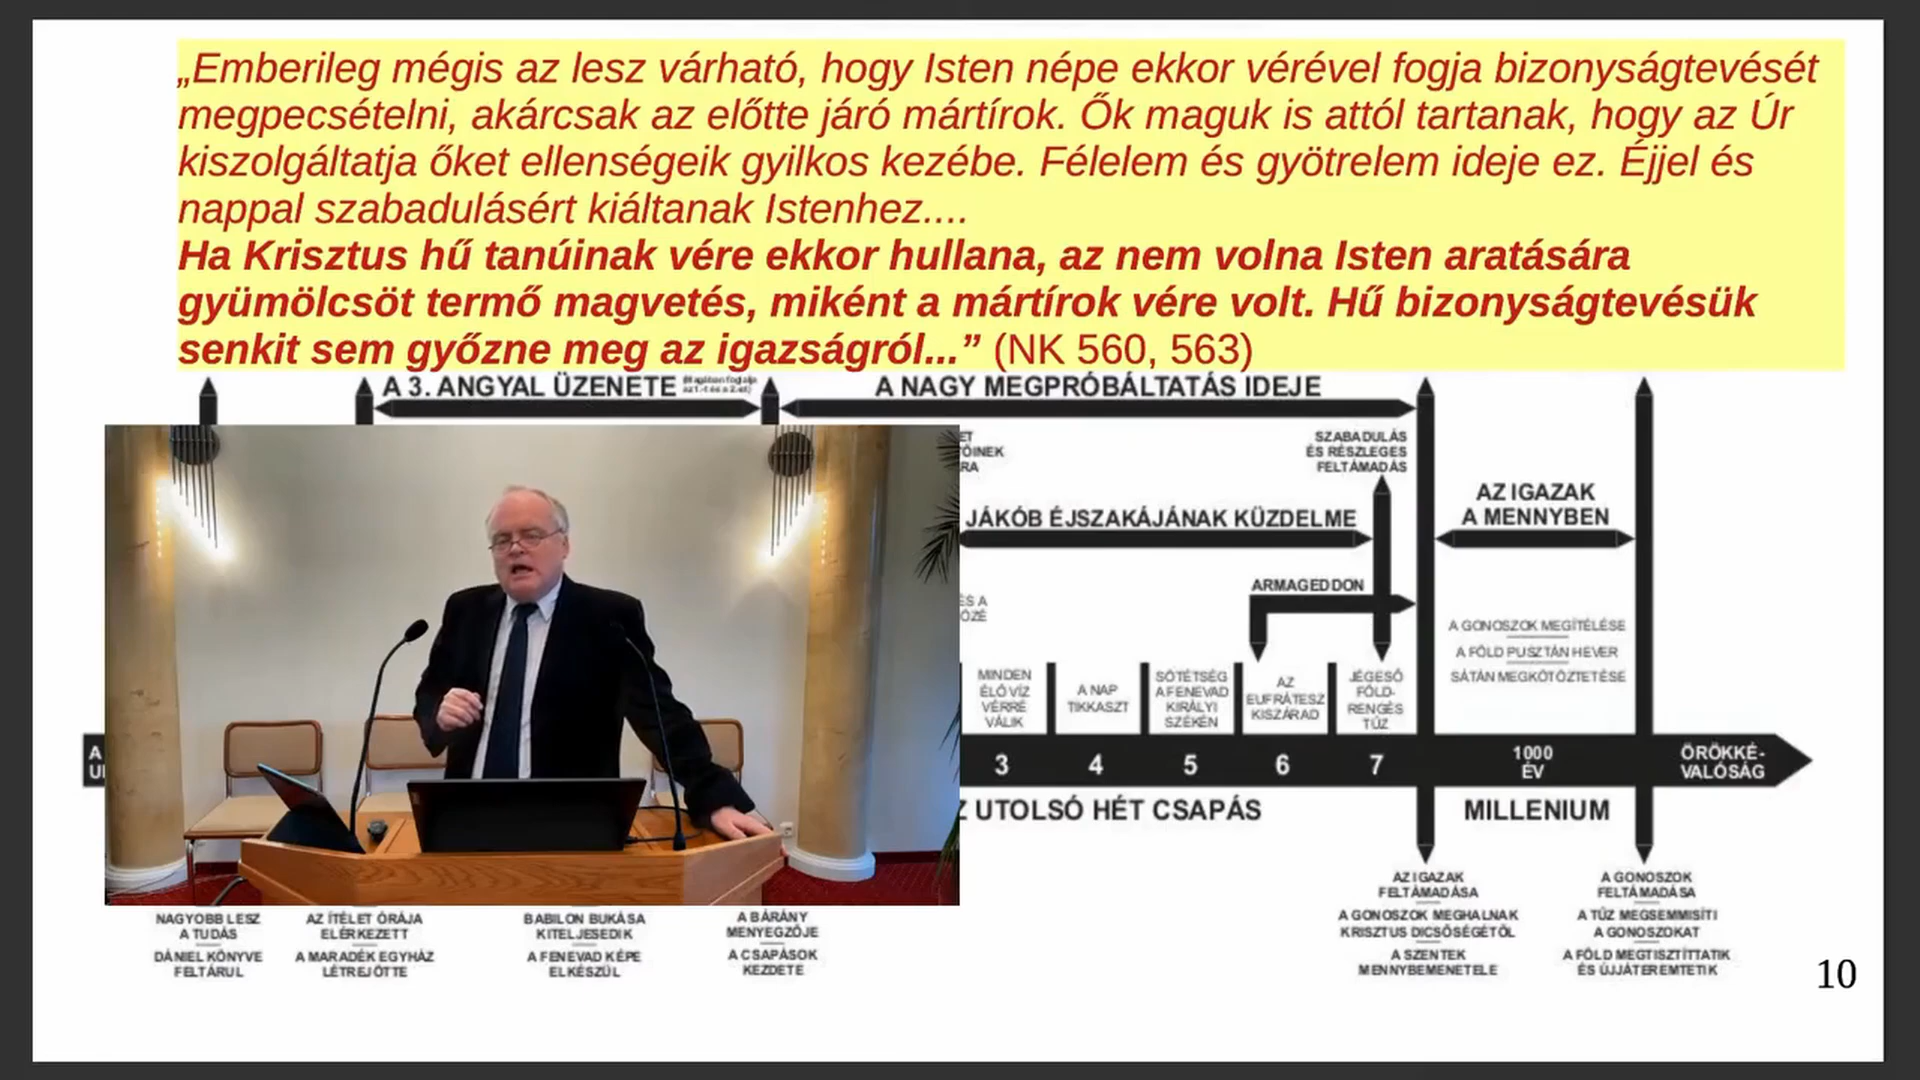 „Emberileg mégis az lesz várható, hogy Isten népe ekkor vérével fogja bizonyságtevését
megpecsételni, akárcsak az előtte járó mártírok. Ők maguk is attól tartanak, hogy az Úr
kiszolgáltatja őket ellenségeik gyilkos kezébe. Félelem és gyötrelem ideje ez. Éjjel és
nappal szabadulásért kiáltanak Istenhez....
Ha Krisztus hű tanúinak vére ekkor hullana, az nem volna Isten aratására
gyümölcsöt termő magvetés, miként a mártírok vére volt. Hű bizonyságtevésük
senkit sem győzne meg az igazságról...” (NK 560, 563)
A 3. ANGYAL ÜZENETE
A NAGY MEGPRÓBÁLTATÁS IDEJE
SZABADULÁS
ÉS RÉSZLEGES
FELTÁMADÁS
AZ IGAZAK
A MENNYBEN
JÁKÓB ÉJSZAKÁJÁNAK KÜZDELME
ARMAGEDDON
A GONOSZOK MEGÍTÉLÉSE
A FÖLD PUSZTÁN HEVER
SÁTÁN MEGKÖTÖZTETÉSE
MINDEN
ÉLŐ VÍZ
VÉRRÉ
VÁLIK
A NAP
TIKKASZT
SÖTÉTSÉG
A FENEVAD
KIRÁLYI
SZÉKÉN
AZ
EUFRÁTESZ
KISZÁRAD
JÉGESŐ
FÖLD-
RENGÉS
TŰZ
3
4
5
6
7
1000
ÉV
ÖRÖKKÉ-
VALÓSÁG
UTOLSÓ HÉT CSAPÁS
MILLENIUM
NAGYOBB LESZ
A TUDÁS
DÁNIEL KÖNYVE
FELTÁRUL
AZ ÍTÉLET ÓRÁJA
ELÉRKEZETT
A MARADÉK EGYHÁZ
LÉTREJÖTTE
BABILON BUKÁSA
KITELJESEDIK
A FENEVAD KÉPE
ELKÉSZÜL
A BÁRÁNY
MENYEGZŐJE
A CSAPÁSOK
KEZDETE
AZ IGAZAK
FELTÁMADÁSA
A GONOSZOK MEGHALNAK
KRISZTUS DICSŐSÉGÉTŐL
A SZENTEK
MENNYBEMENETELE
A GONOSZOK
FELTÁMADÁSA
A TŰZ MEGSEMMISÍTI
A GONOSZOKAT
A FÖLD MEGTISZTÍTTATIK
ÉS ÚJJÁTEREMTETIK
10